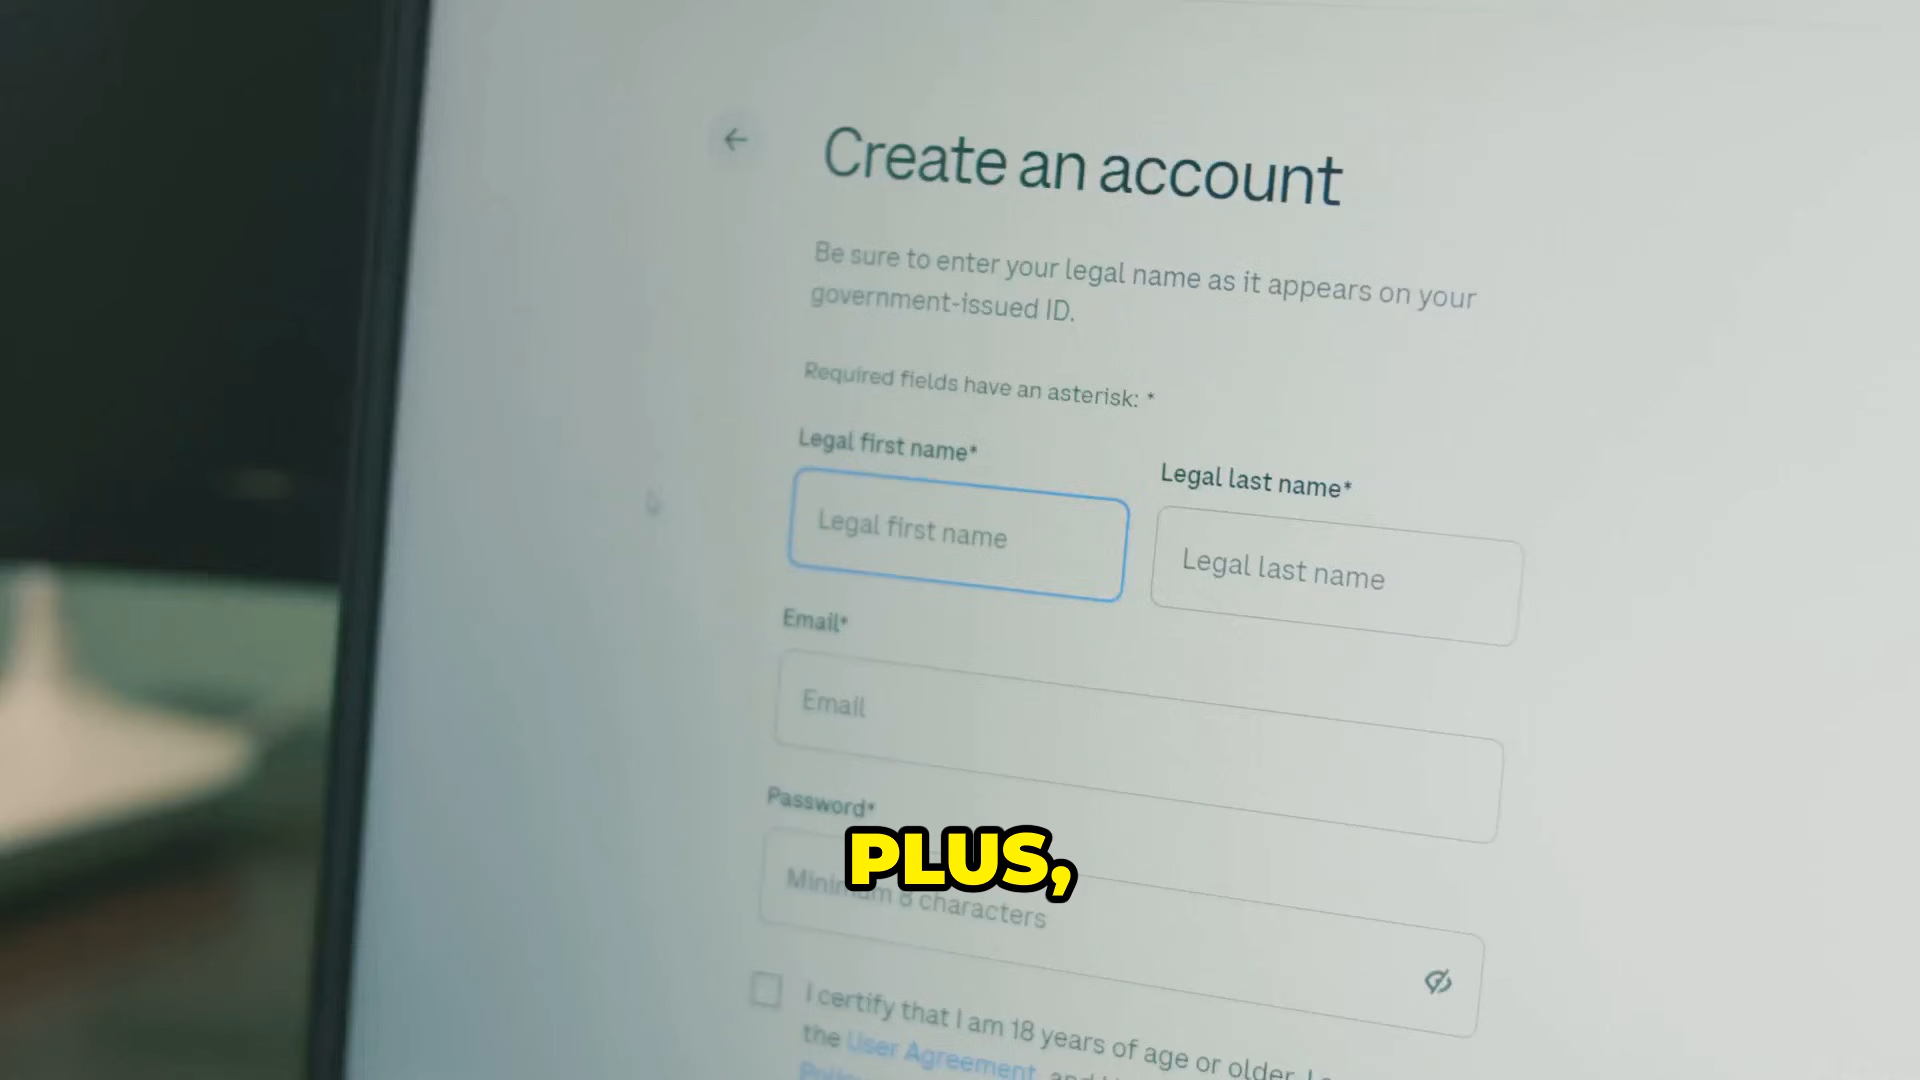 Create an account
Be sure to enter your legal name as it appears on your
government-issued ID.
Required fields have an asterisk: *
Legal first name*
Legal last name*
Legal first name
Legal last name
Email*
Email
Password*
PLUS,
Minimum 8 characters
I certify that I am 18 years of age or older,
the User Agreement,